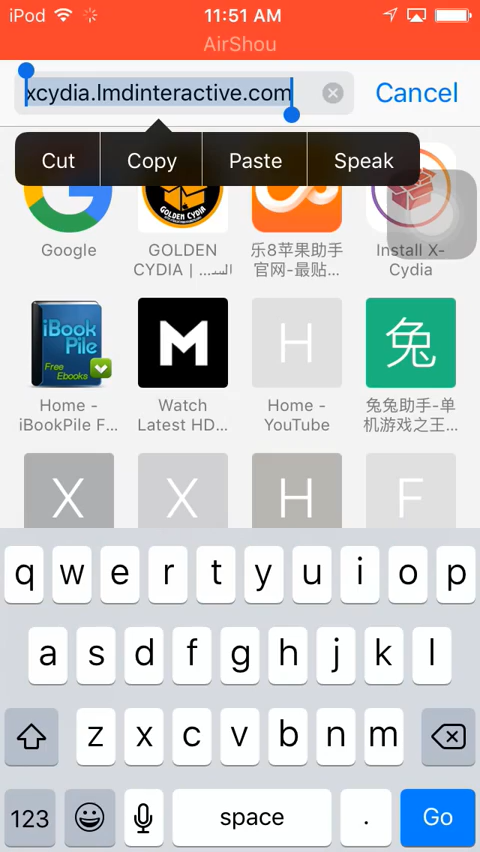 iPod 11:51 AM
AirShou
xcydia.lmdinteractive.com Cancel
Cut Copy Paste Speak
GOLDEN CYDIA
Google
GOLDEN
CYDIA | ...السـ
乐8苹果助手
官网-最贴...
Install X-
Cydia
iBook
Pile
Free
Ebooks
M
H
兔
Home -
iBookPile F...
Watch
Latest HD...
Home -
YouTube
兔兔助手-单
机游戏之王...
X X H F
q w e r t y u i o p
a s d f g h j k l
z x c v b n m
123 space . Go